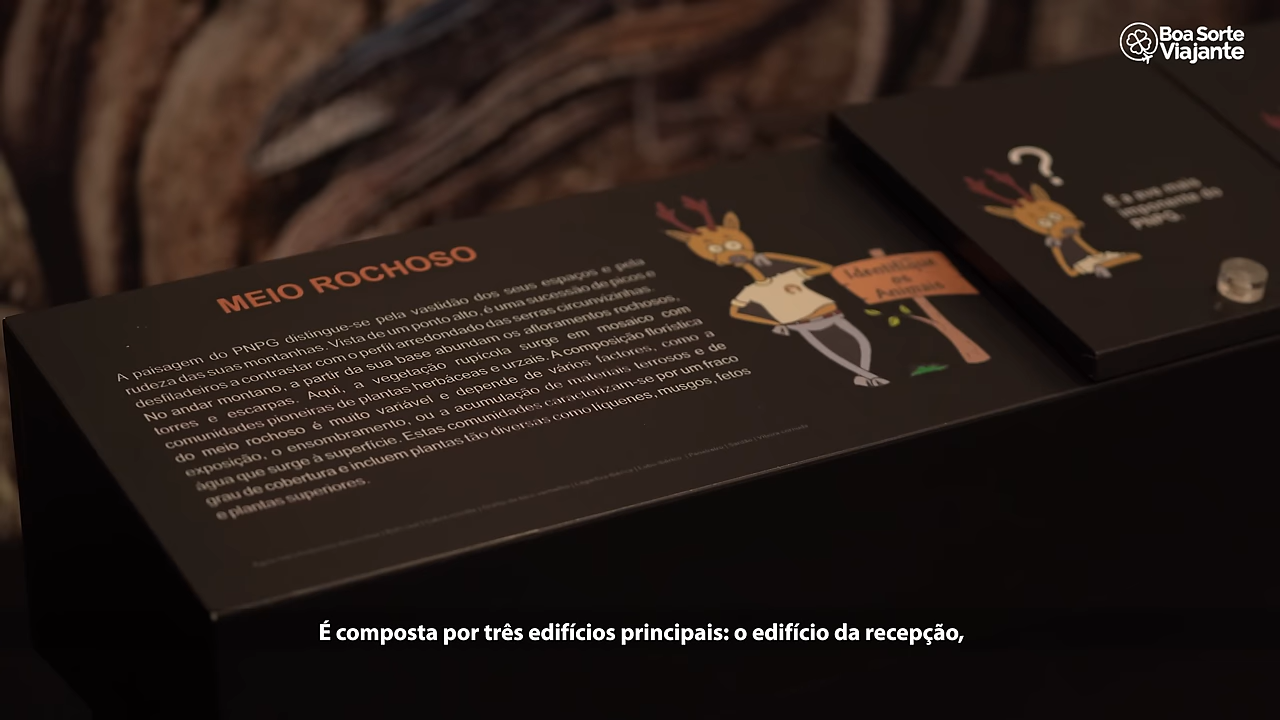 Boa Sorte
Viajante
MEIO ROCHOSO
A paisagem do PNPG distingue-se pela vastidão dos seus espaços e pela
rudeza das suas montanhas. Vista de um ponto alto, é uma sucessão de picos e
desfiladeiros a contrastar com o perfil arredondado das serras circunvizinhas.
No andar montano, a partir da sua base abundam os afloramentos rochosos,
torres e escarpas. Aqui, a vegetação rupícola surge em mosaico com
comunidades pioneiras de plantas herbáceas e urzais. A composição florística
do meio rochoso é muito variável e depende de vários factores, como a
exposição, o ensombramento, ou a acumulação de materiais terrosos e de
água que surge à superfície. Estas comunidades caracterizam-se por um fraco
grau de cobertura e incluem plantas tão diversas como líquenes, musgos, fetos
e plantas superiores.
Identifique
os
Animais
?
É a ave mais
imponente do
PNPG.
É composta por três edifícios principais: o edifício da recepção,